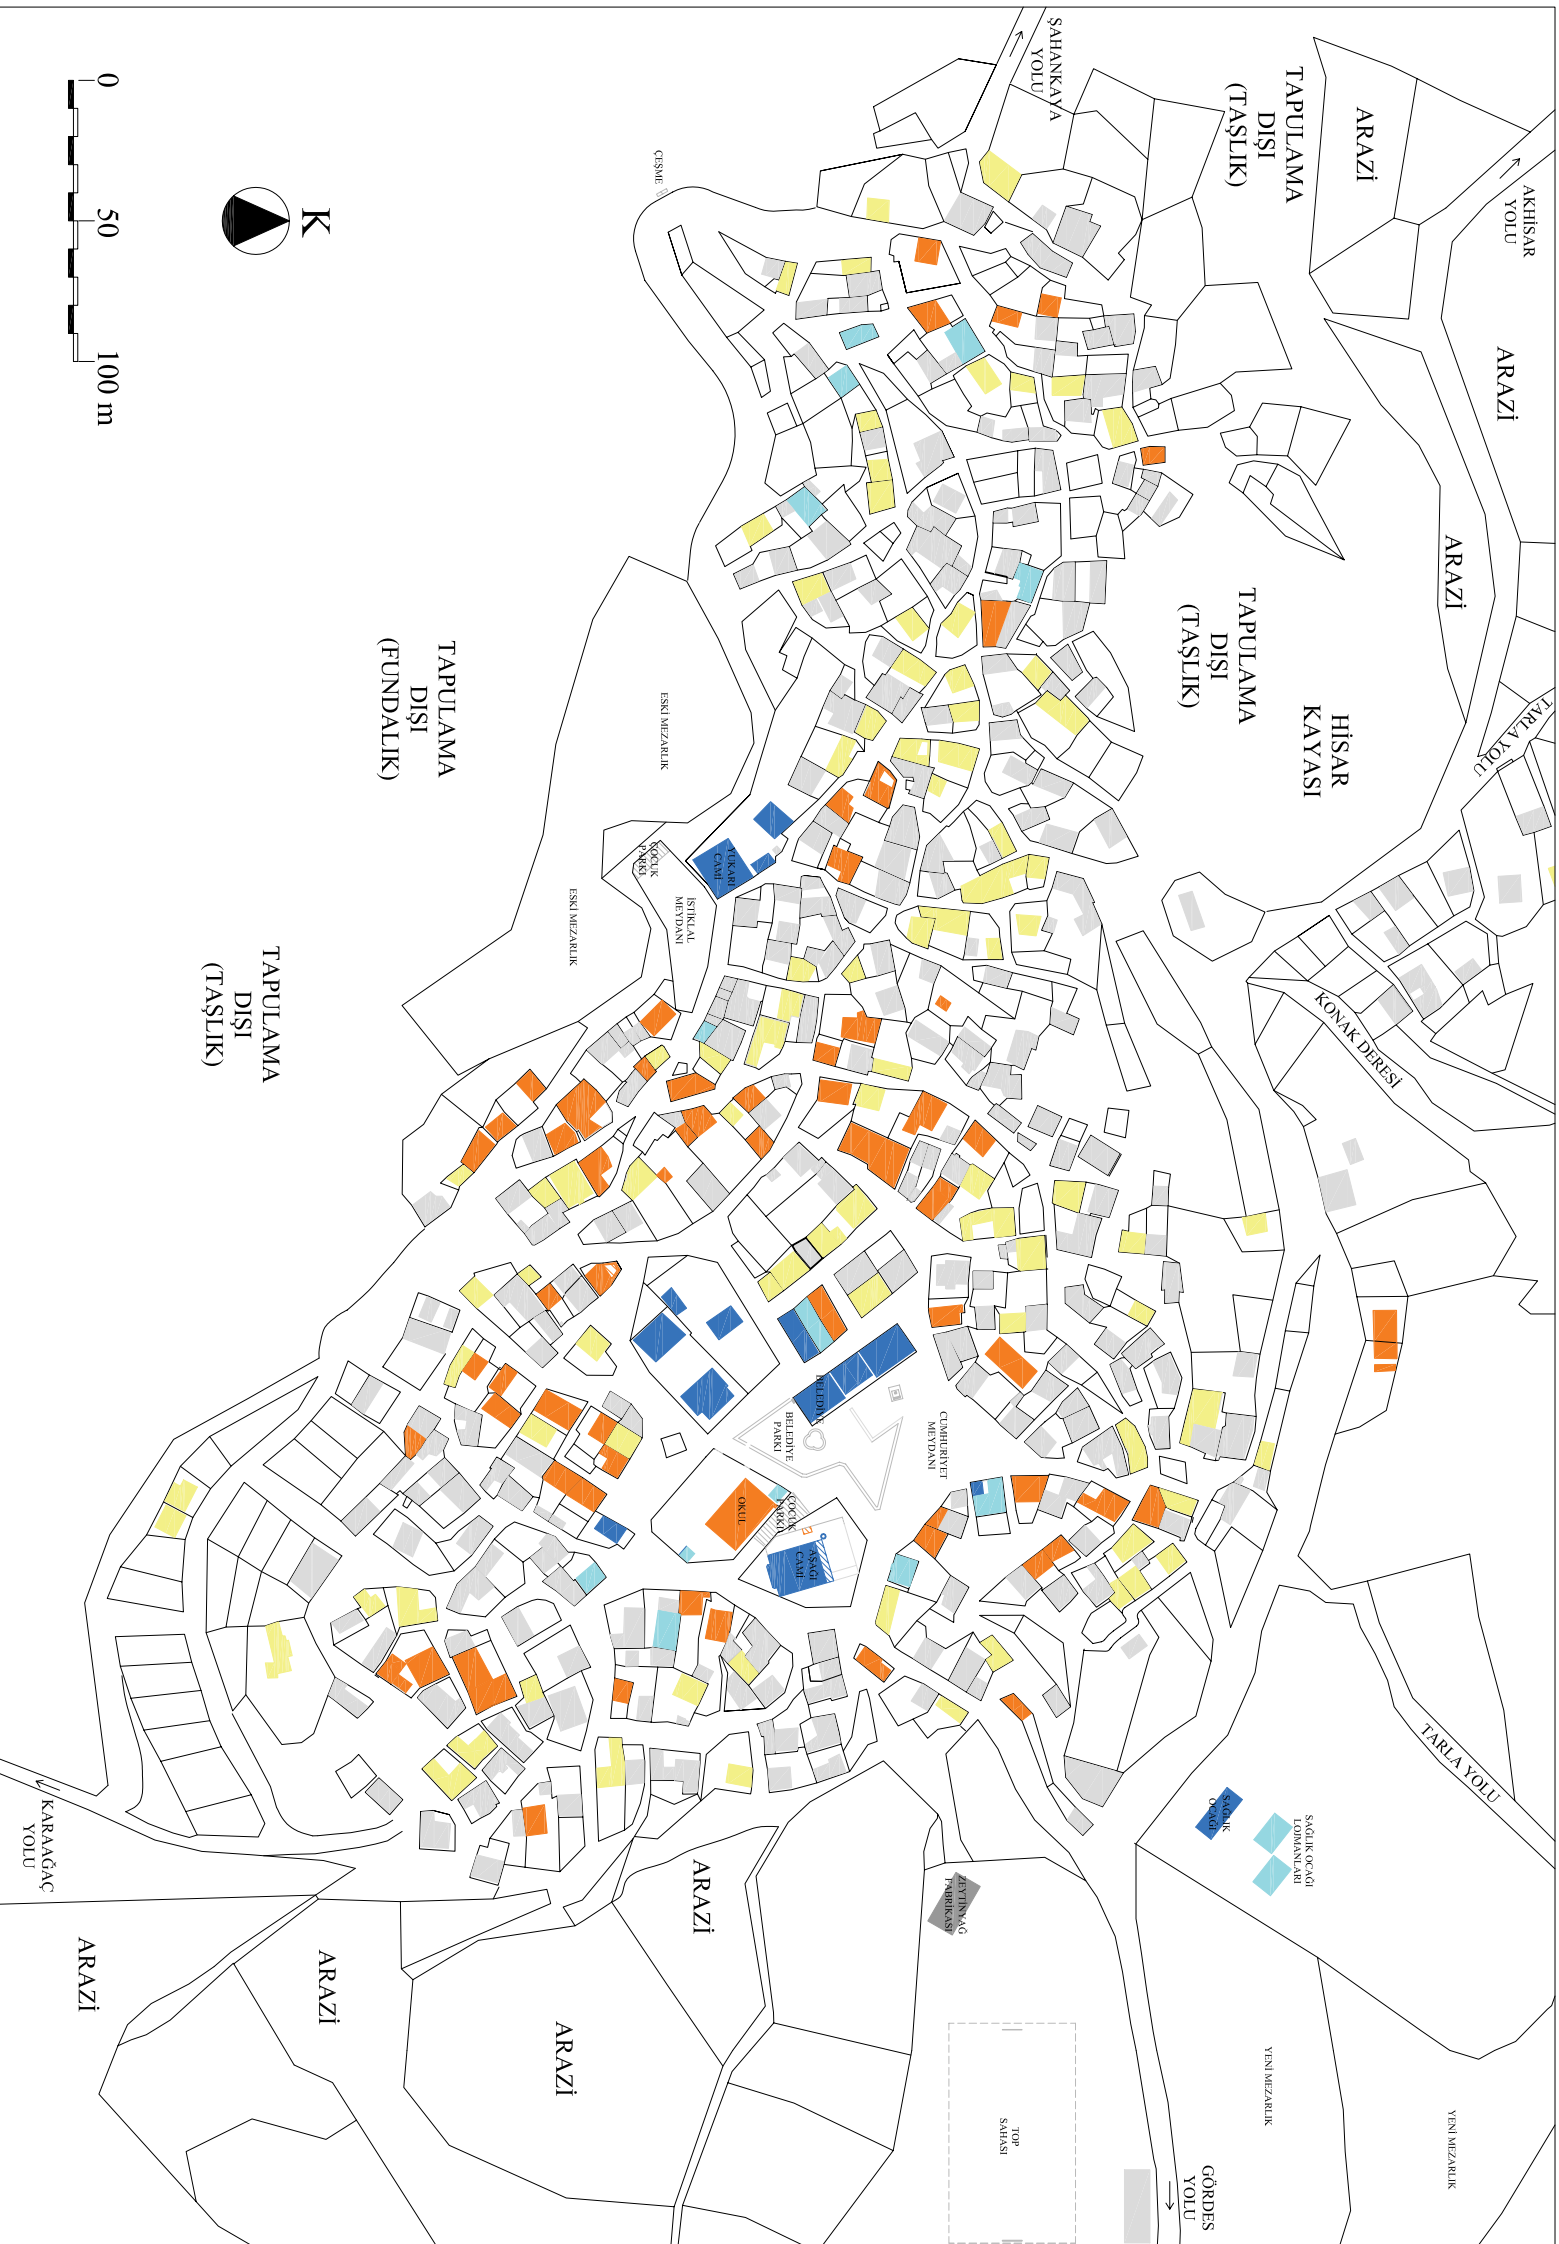 ŞAHANKAYA
YOLU
TAPULAMA
DIŞI
(TAŞLIK)
ARAZİ
AKHİSAR
YOLU
ARAZİ
ARAZİ
0
50
100 m
K
ÇEŞME
TAPULAMA
DIŞI
(TAŞLIK)
HİSAR
KAYASI
TARLA YOLU
TAPULAMA
DIŞI
(FUNDALIK)
ESKİ MEZARLIK
YUKARI
CAMİ
ÇOCUK
PARKI
İSTİKLAL
MEYDANI
ESKİ MEZARLIK
TAPULAMA
DIŞI
(TAŞLIK)
KONAK DERESİ
BELEDİYE
BELEDİYE
PARKI
CUMHURİYET
MEYDANI
OKUL
ÇOCUK
PARKI
AŞAĞI
CAMİ
TARLA YOLU
SAĞLIK
OCAĞI
SAĞLIK OCAĞI
LOJMANLARI
ZEYTİNYAĞ
FABRİKASI
KARAAĞAÇ
YOLU
ARAZİ
ARAZİ
ARAZİ
ARAZİ
TOP
SAHASI
YENİ MEZARLIK
YENİ MEZARLIK
GÖRDES
YOLU